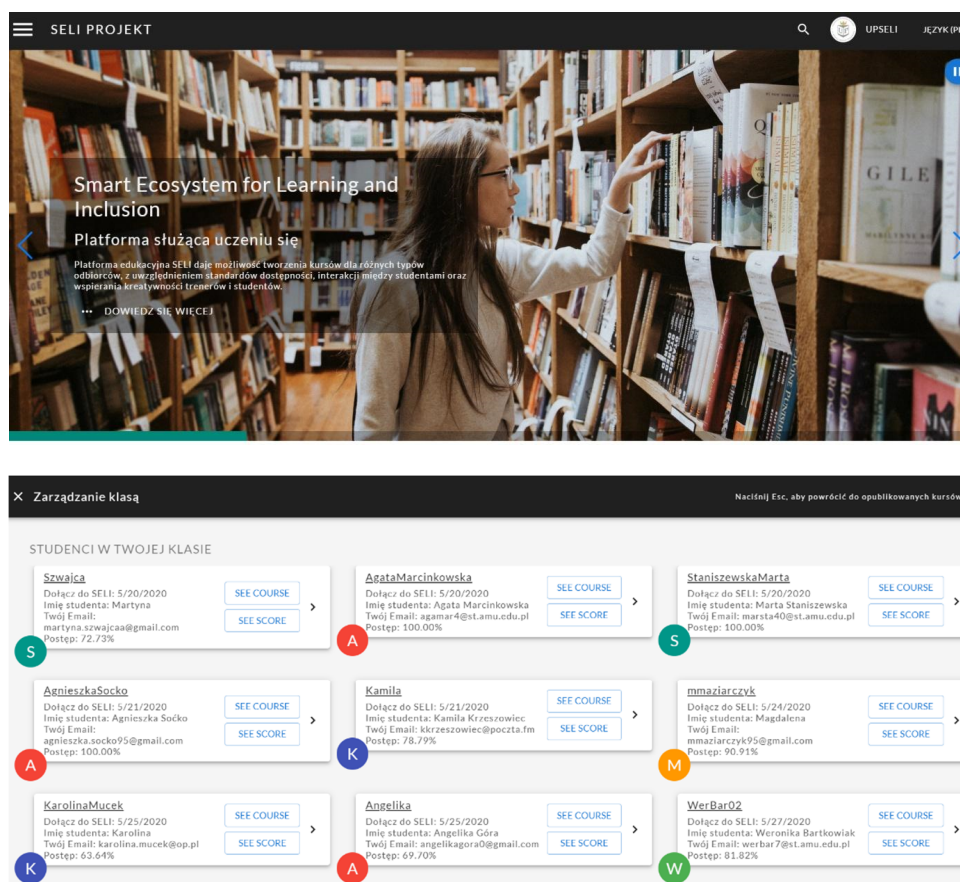 SELI PROJEKT
UPSELI
JĘZYK (P
GILE
Smart Ecosystem for Learning and
Inclusion
Platforma służąca uczeniu się
Platforma edukacyjna SELI daje możliwość tworzenia kursów dla różnych typów
odbiorców, z uwzględnieniem standardów dostępności, interakcji między studentami oraz
wspierania kreatywności trenerów i studentów.
••• DOWIEDZ SIĘ WIĘCEJ
× Zarządzanie klasą
Naciśnij Esc, aby powrócić do opublikowanych kursów
STUDENCI W TWOJEJ KLASIE
Szwajca
Dołącz do SELI: 5/20/2020
Imię studenta: Martyna
Twój Email:
martyna.szwajcaa@gmail.com
Postęp: 72.73%
SEE COURSE
SEE SCORE
S
AgataMarcinkowska
Dołącz do SELI: 5/20/2020
Imię studenta: Agata Marcinkowska
Twój Email: agamar4@st.amu.edu.pl
Postęp: 100.00%
SEE COURSE
SEE SCORE
A
StaniszewskaMarta
Dołącz do SELI: 5/20/2020
Imię studenta: Marta Staniszewska
Twój Email: marsta40@st.amu.edu.pl
Postęp: 100.00%
SEE COURSE
SEE SCORE
S
AgnieszkaSocko
Dołącz do SELI: 5/21/2020
Imię studenta: Agnieszka Soćko
Twój Email:
agnieszka.socko95@gmail.com
Postęp: 100.00%
SEE COURSE
SEE SCORE
A
Kamila
Dołącz do SELI: 5/21/2020
Imię studenta: Kamila Krzeszowiec
Twój Email: kkrzeszowiec@poczta.fm
Postęp: 78.79%
SEE COURSE
SEE SCORE
K
mmaziarczyk
Dołącz do SELI: 5/24/2020
Imię studenta: Magdalena
Twój Email:
mmaziarczyk95@gmail.com
Postęp: 90.91%
SEE COURSE
SEE SCORE
M
KarolinaMucek
Dołącz do SELI: 5/25/2020
Imię studenta: Karolina
Twój Email: karolina.mucek@op.pl
Postęp: 63.64%
SEE COURSE
SEE SCORE
K
Angelika
Dołącz do SELI: 5/25/2020
Imię studenta: Angelika Góra
Twój Email: angelikagora0@gmail.com
Postęp: 69.70%
SEE COURSE
SEE SCORE
A
WerBar02
Dołącz do SELI: 5/27/2020
Imię studenta: Weronika Bartkowiak
Twój Email: werbar7@st.amu.edu.pl
Postęp: 81.82%
SEE COURSE
SEE SCORE
W